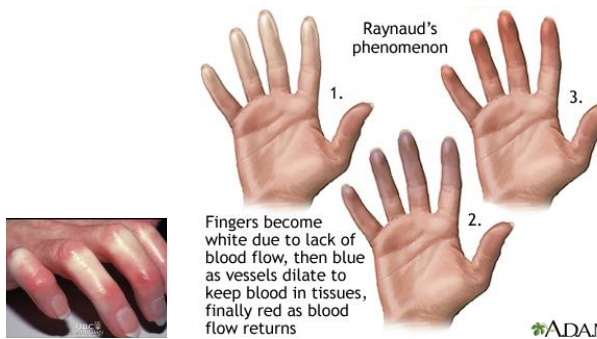 Raynaud's
phenomenon
1.
3.
2.
Fingers become
white due to lack of
blood flow, then blue
as vessels dilate to
keep blood in tissues,
finally red as blood
flow returns
UBC
ADAM